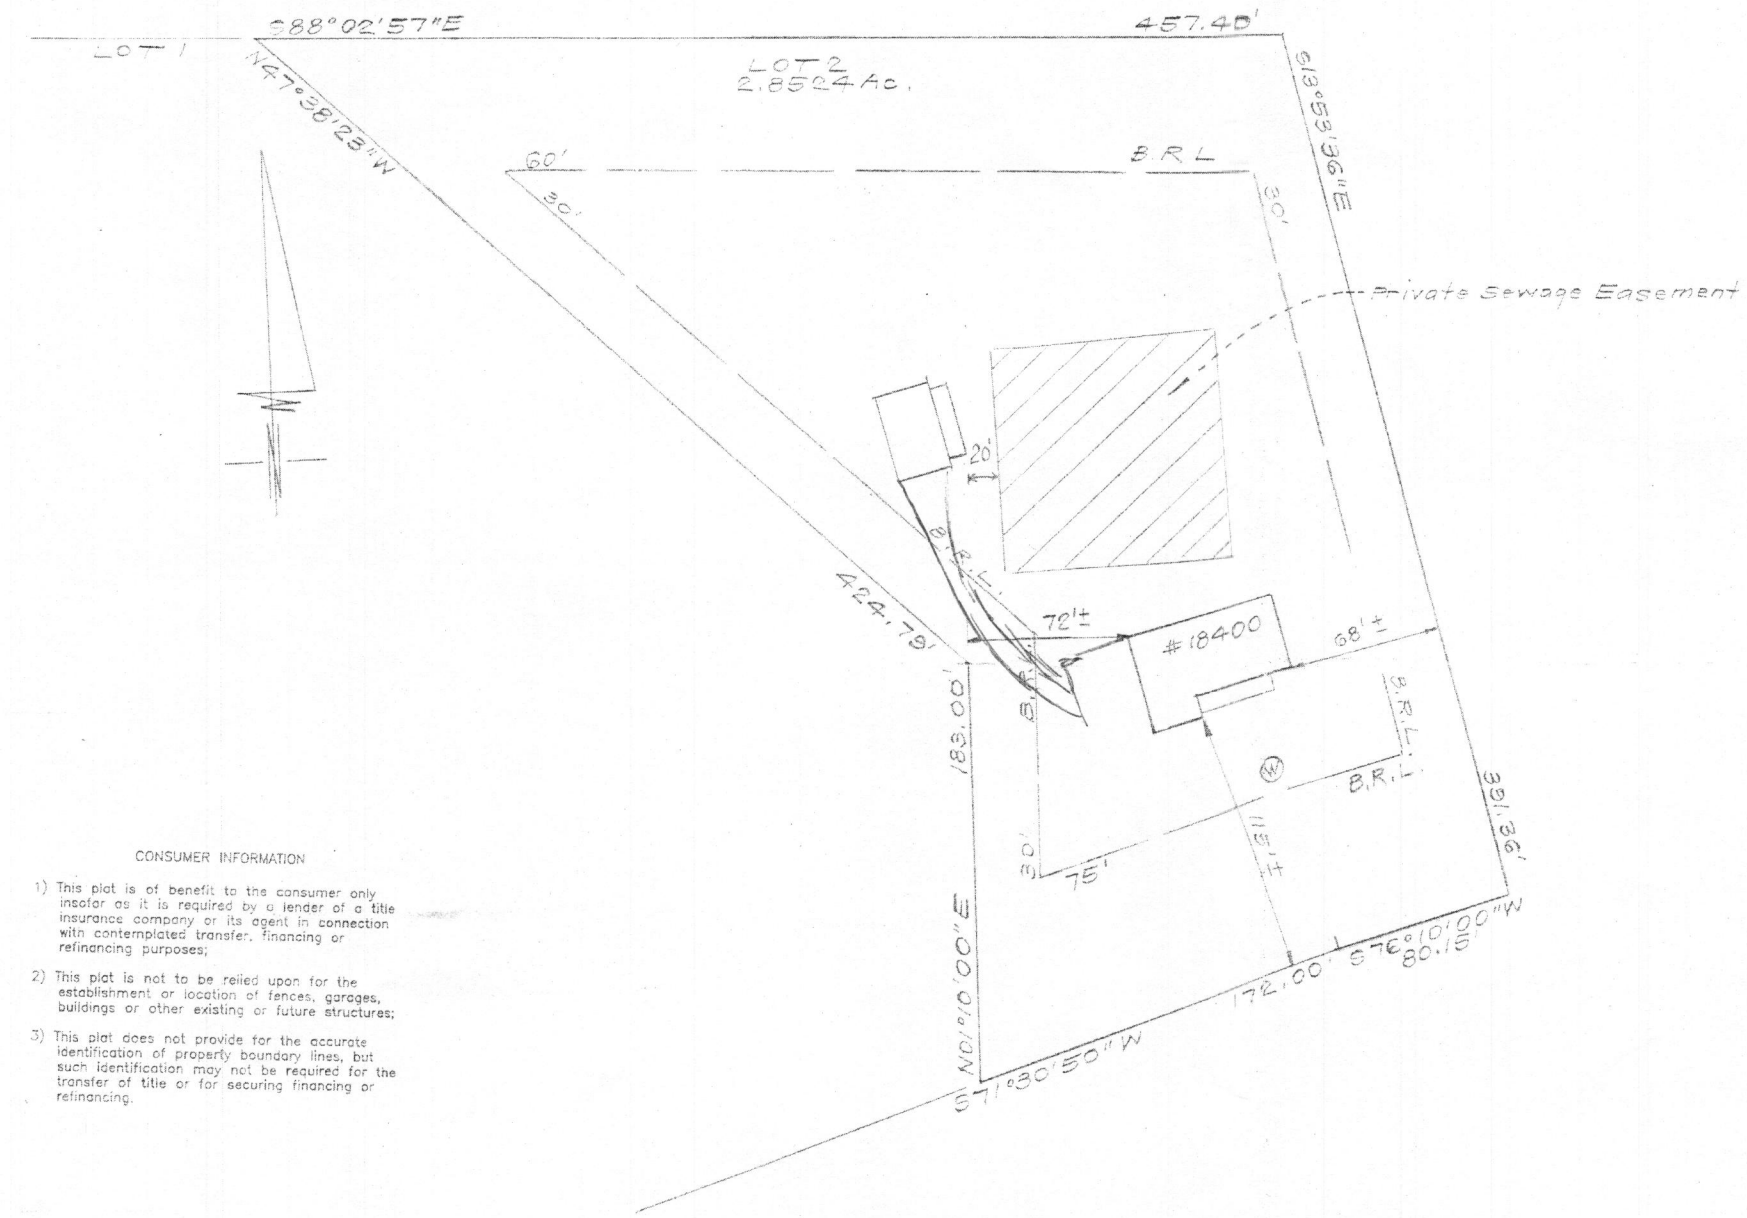 S88°02'57"E
457.40'
LOT 1
LOT 2
2.8524 Ac.
N47°38'23"W
S13°53'36"E
60'
B.R.L
30'
30'
Private Sewage Easement
20'
B.R.L.
424.79'
72'±
#18400
68'±
B.R.
183.00'
B.R.L.
W
B.R.L.
391.36'
115'±
30'
75'
N01°01'00"E
S73°01'00"W
80.15'
172.00'
S71°30'50"W
CONSUMER INFORMATION
1) This plat is of benefit to the consumer only
insofar as it is required by a lender of a title
insurance company or its agent in connection
with contemplated transfer, financing or
refinancing purposes;
2) This plat is not to be relied upon for the
establishment or location of fences, garages,
buildings or other existing or future structures;
3) This plat does not provide for the accurate
identification of property boundary lines, but
such identification may not be required for the
transfer of title or for securing financing or
refinancing.